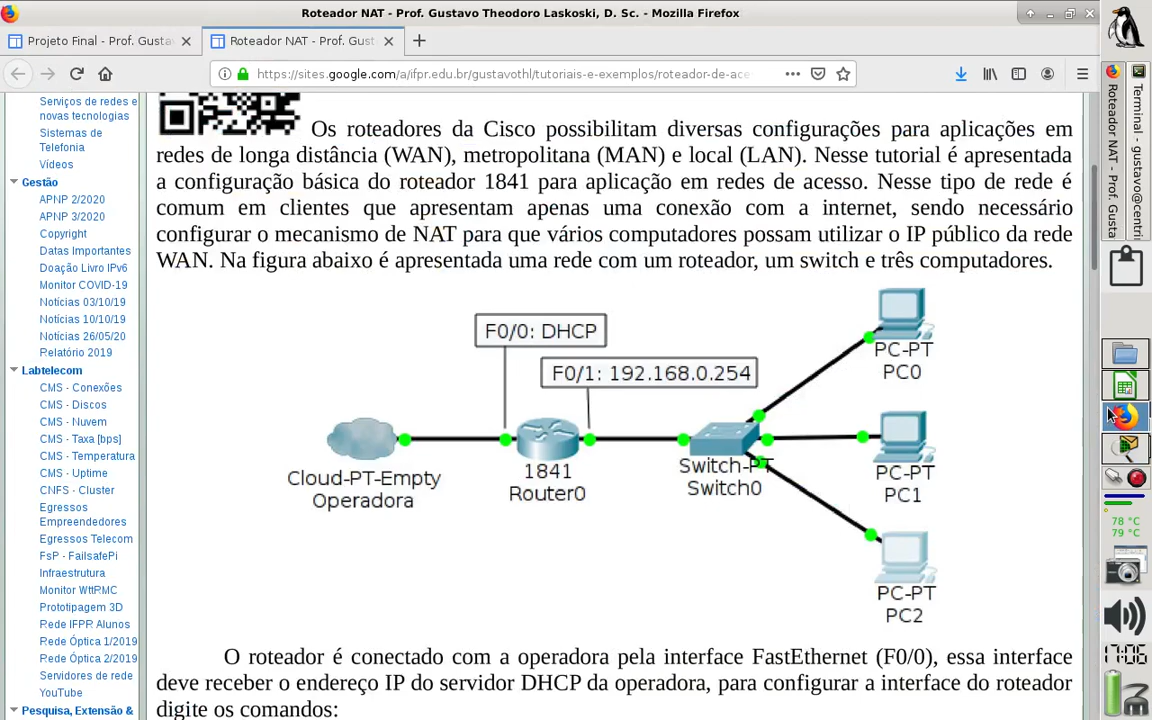 Roteador NAT - Prof. Gustavo Theodoro Laskoski, D. Sc. - Mozilla Firefox
Projeto Final - Prof. Gusta
Roteador NAT - Prof. Gust
https://sites.google.com/a/ifpr.edu.br/gustavothl/tutoriais-e-exemplos/roteador-de-ace
Serviços de redes e
novas tecnologias
Sistemas de
Telefonia
Vídeos
Gestão
APNP 2/2020
APNP 3/2020
Copyright
Datas Importantes
Doação Livro IPv6
Monitor COVID-19
Notícias 03/10/19
Notícias 10/10/19
Notícias 26/05/20
Relatório 2019
Labtelecom
CMS - Conexões
CMS - Discos
CMS - Nuvem
CMS - Taxa [bps]
CMS - Temperatura
CMS - Uptime
CNFS - Cluster
Egressos
Empreendedores
Egressos Telecom
FsP - FailsafePi
Infraestrutura
Monitor WttRMC
Prototipagem 3D
Rede IFPR Alunos
Rede Óptica 1/2019
Rede Óptica 2/2019
Servidores de rede
YouTube
Pesquisa, Extensão &
Os roteadores da Cisco possibilitam diversas configurações para aplicações em
redes de longa distância (WAN), metropolitana (MAN) e local (LAN). Nesse tutorial é apresentada
a configuração básica do roteador 1841 para aplicação em redes de acesso. Nesse tipo de rede é
comum em clientes que apresentam apenas uma conexão com a internet, sendo necessário
configurar o mecanismo de NAT para que vários computadores possam utilizar o IP público da rede
WAN. Na figura abaixo é apresentada uma rede com um roteador, um switch e três computadores.
F0/0: DHCP
F0/1: 192.168.0.254
PC-PT
PC0
Cloud-PT-Empty
Operadora
1841
Router0
Switch-PT
Switch0
PC-PT
PC1
PC-PT
PC2
O roteador é conectado com a operadora pela interface FastEthernet (F0/0), essa interface
deve receber o endereço IP do servidor DHCP da operadora, para configurar a interface do roteador
digite os comandos:
Roteador NAT - Prof. Gusta
Terminal - gustavo@centri
78 °C
79 °C
17:06